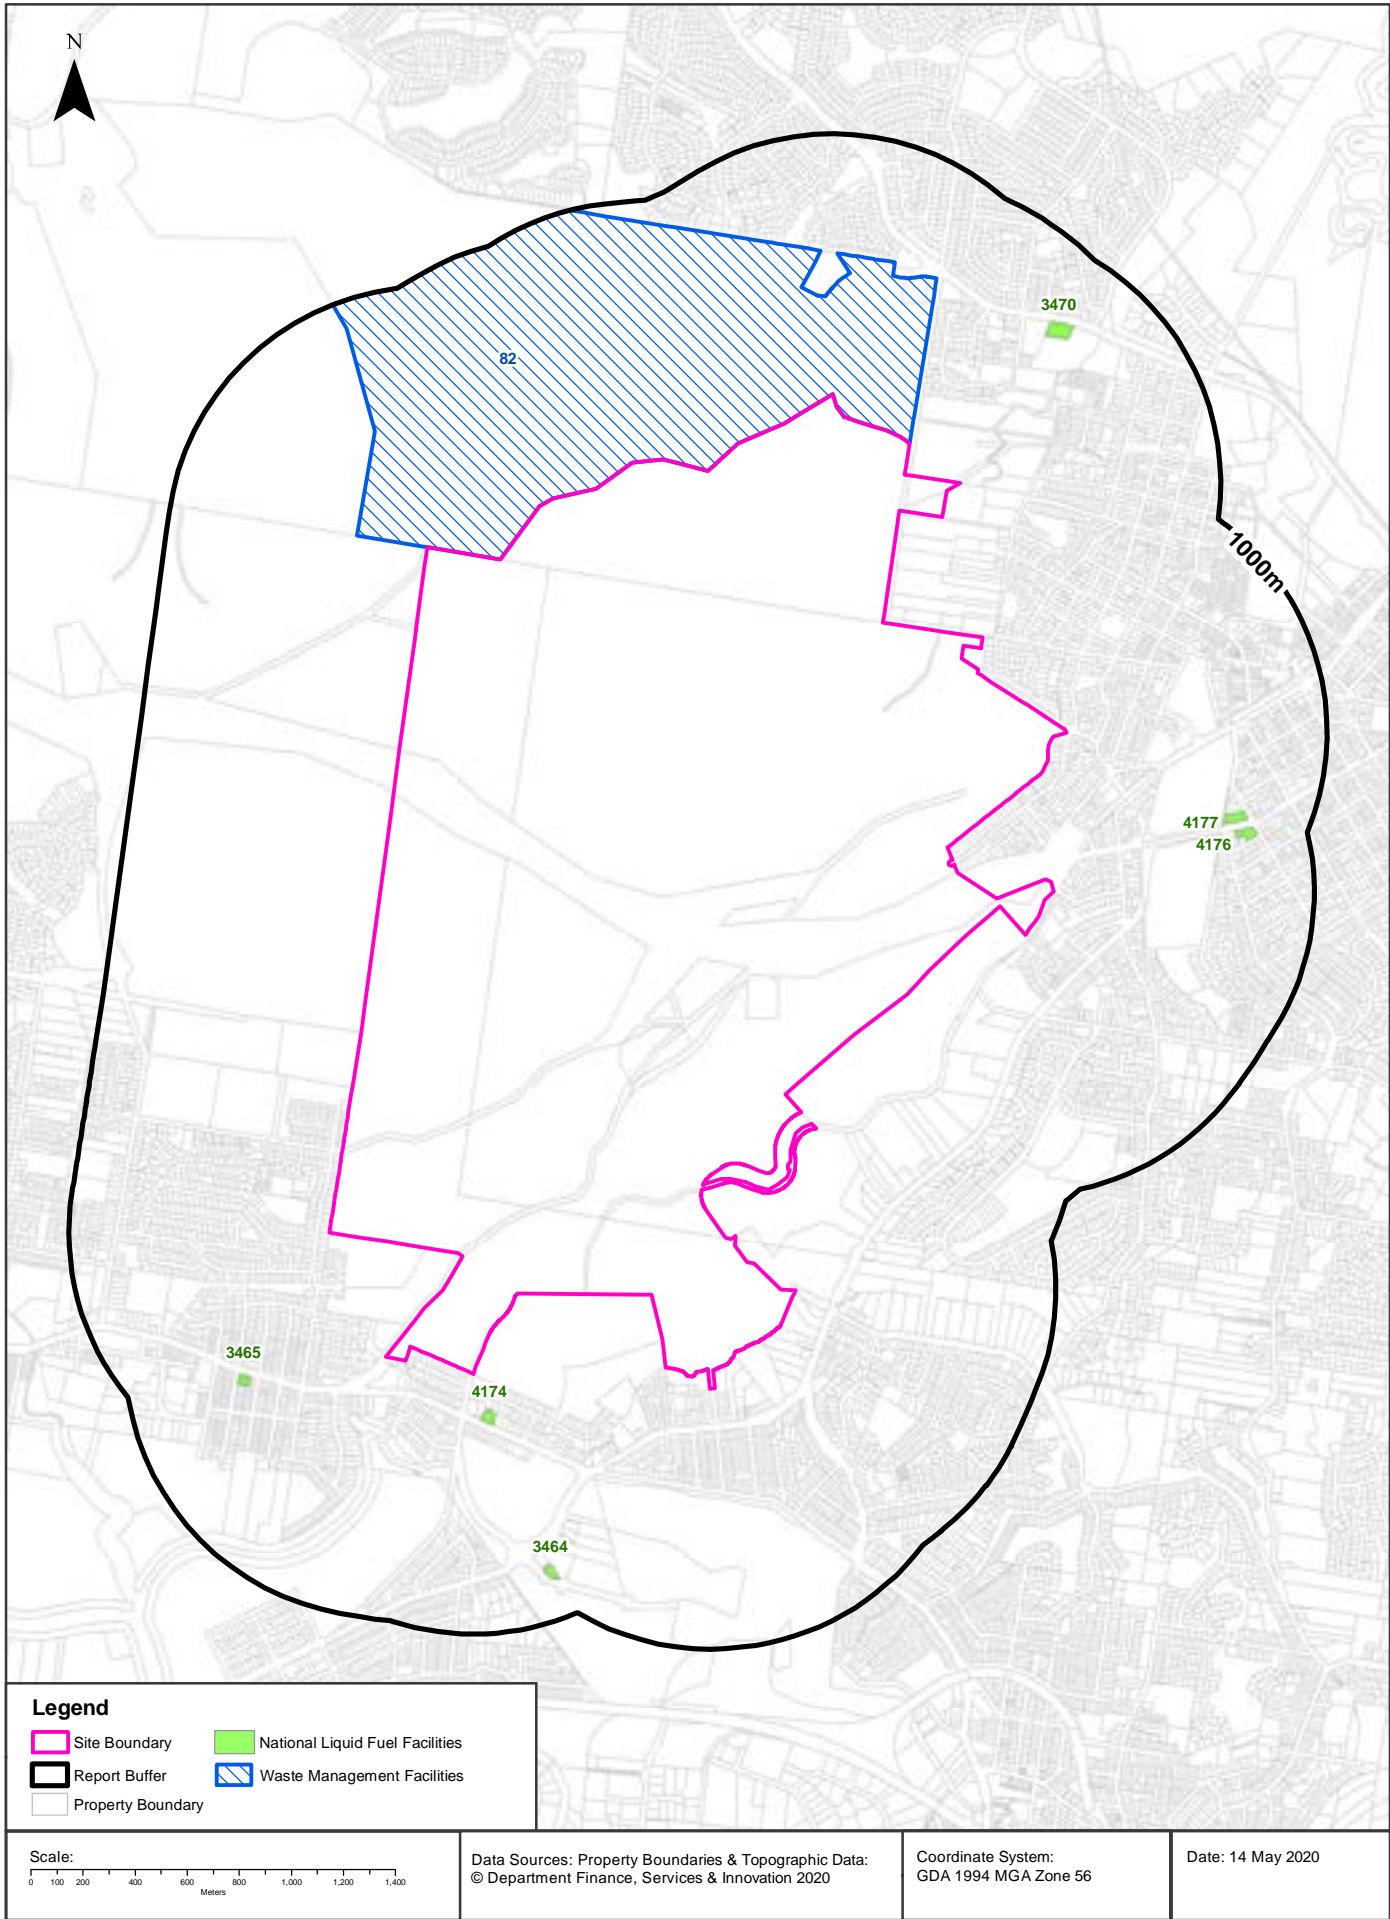 N
3470
82
1000m
4177
4176
3465
4174
3464
Legend
Site Boundary
National Liquid Fuel Facilities
Report Buffer
Waste Management Facilities
Property Boundary
Scale:
0 100 200 400 600 800 1,000 1,200 1,400
Meters
Data Sources: Property Boundaries & Topographic Data:
© Department Finance, Services & Innovation 2020
Coordinate System:
GDA 1994 MGA Zone 56
Date: 14 May 2020